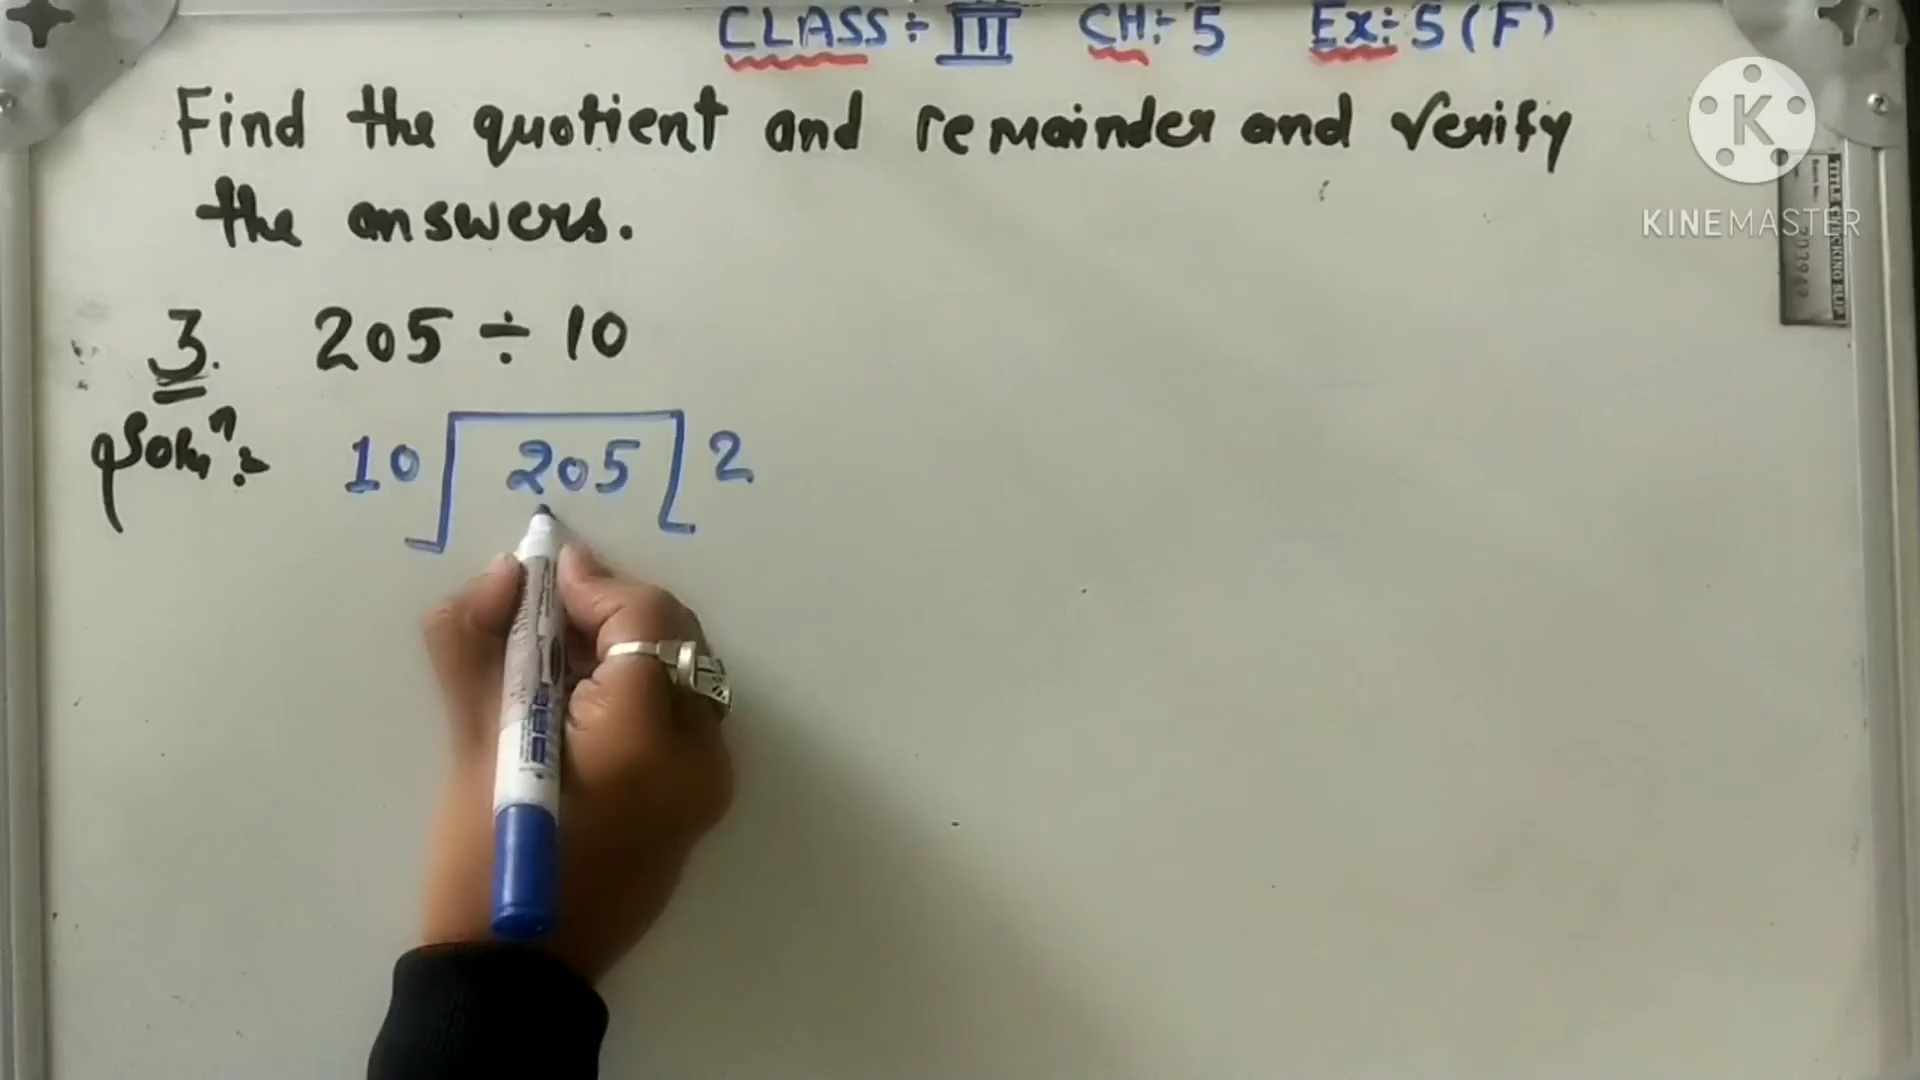 CLASS :- III CH:- 5 Ex:- 5 (F)
Find the quotient and remainder and verify
the answers.
K
KINEMASTER
3. 205 ÷ 10
Soln:
10 205 2